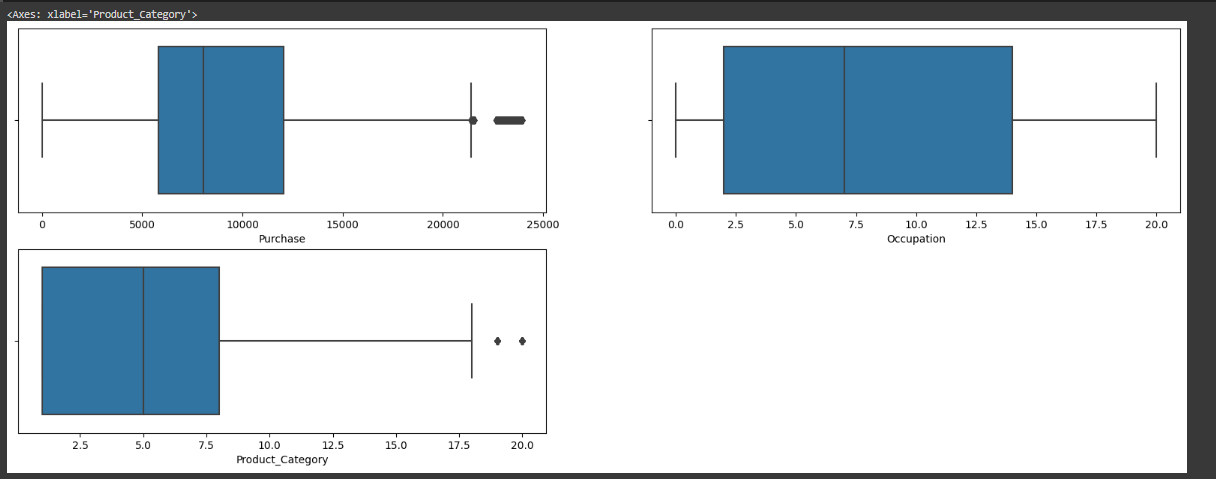 <Axes: xlabel='Product_Category'>
0 5000 10000 15000 20000 25000
Purchase
0.0 2.5 5.0 7.5 10.0 12.5 15.0 17.5 20.0
Occupation
2.5 5.0 7.5 10.0 12.5 15.0 17.5 20.0
Product_Category